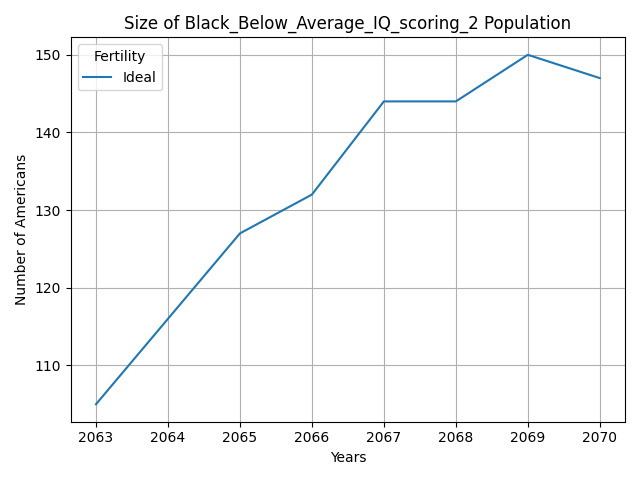 Size of Black_Below_Average_IQ_scoring_2 Population
Fertility
Ideal
Number of Americans
150
140
130
120
110
2063 2064 2065 2066 2067 2068 2069 2070
Years